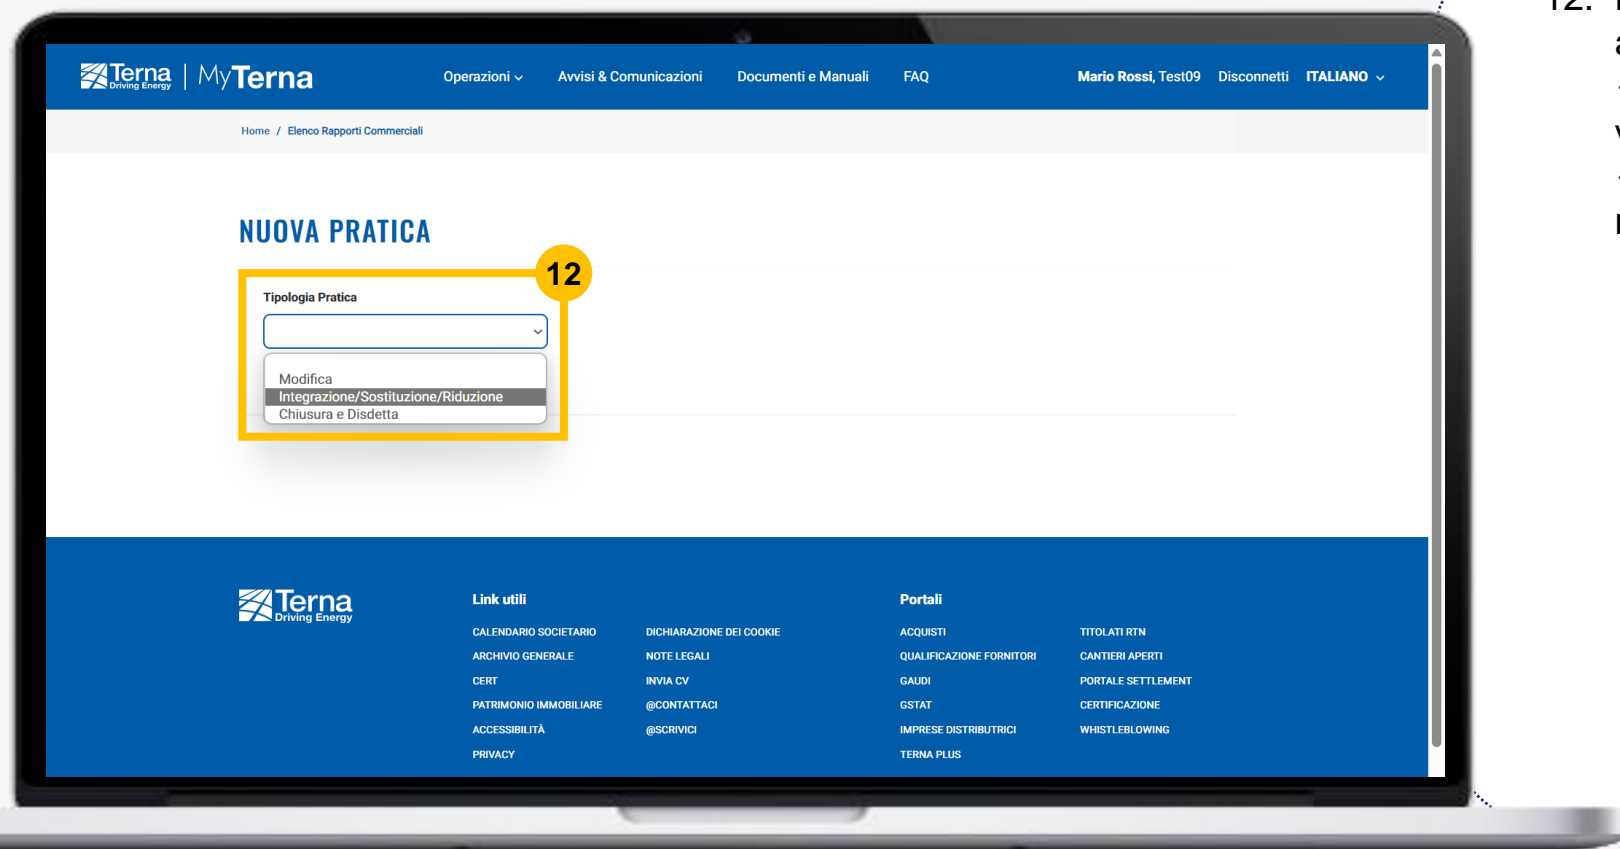 Terna
Driving Energy
MyTerna
Operazioni
Avvisi & Comunicazioni
Documenti e Manuali
FAQ
Mario Rossi, Test09
Disconnetti
ITALIANO
Home / Elenco Rapporti Commerciali
NUOVA PRATICA
12
Tipologia Pratica
Modifica
Integrazione/Sostituzione/Riduzione
Chiusura e Disdetta
Terna
Driving Energy
Link utili
CALENDARIO SOCIETARIO
ARCHIVIO GENERALE
CERT
PATRIMONIO IMMOBILIARE
ACCESSIBILITÀ
PRIVACY
DICHIARAZIONE DEI COOKIE
NOTE LEGALI
INVIA CV
@CONTATTACI
@SCRIVICI
Portali
ACQUISTI
QUALIFICAZIONE FORNITORI
GAUDI
GSTAT
IMPRESE DISTRIBUTRICI
TERNA PLUS
TITOLATI RTN
CANTIERI APERTI
PORTALE SETTLEMENT
CERTIFICAZIONE
WHISTLEBLOWING
12.